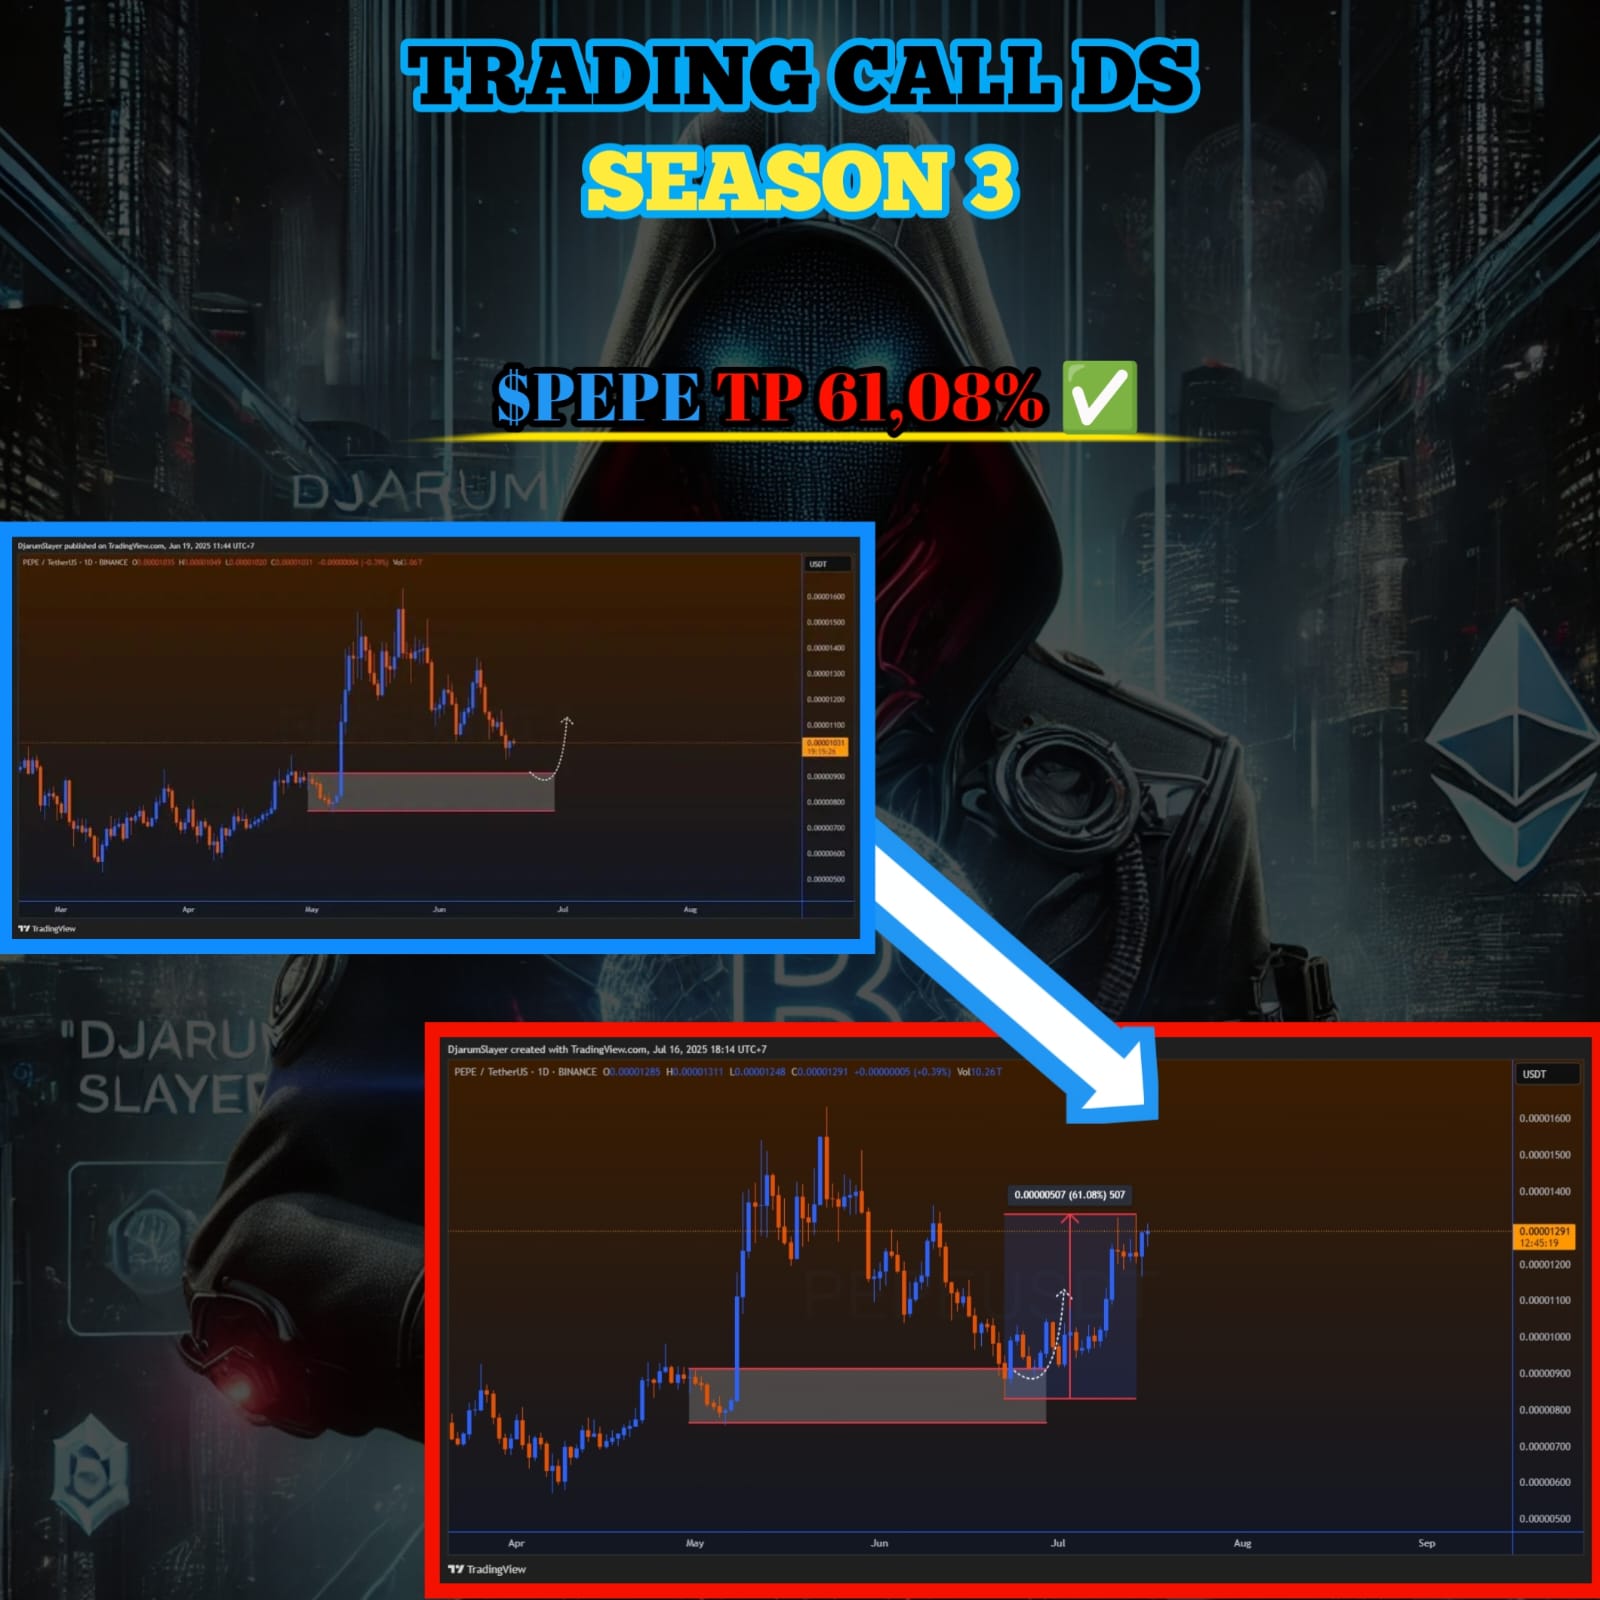 TRADING CALL DS
SEASON 3
$PEPE TP 61,08% ✅
DJARUM
DjarumSlayer published on TradingView.com, Jun 19, 2025 11:44 UTC+7
PEPE / TetherUS · 1D · BINANCE O0.00001035 H0.00001049 L0.00001020 C0.00001031 -0.00000004 (-0.39%)
USDT
0.00001600
0.00001500
0.00001400
0.00001300
0.00001200
0.00001100
0.00001031
19:15:26
0.00000900
0.00000800
0.00000700
0.00000600
0.00000500
Mar Apr May Jun Jul Aug
TradingView
"DJARU
SLAYER
DjarumSlayer created with TradingView.com, Jul 16, 2025 18:14 UTC+7
PEPE / TetherUS · 1D · BINANCE O0.00001285 H0.00001311 L0.00001248 C0.00001291 +0.00000005 (+0.39%) Vol10.26T
USDT
0.00001600
0.00001500
0.00001400
0.00000507 (61.08%) 507
0.00001291
12:45:19
0.00001200
0.00001100
0.00001000
0.00000900
0.00000800
0.00000700
0.00000600
0.00000500
Apr May Jun Jul Aug Sep
TradingView